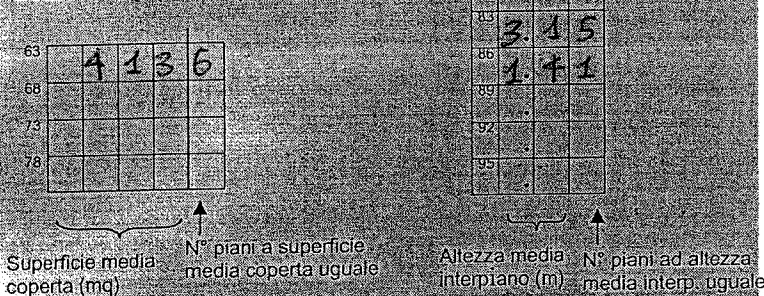 83 3. 1 5
63 4 1 3 6
86 1. 4 1
68
89 .
73
92 .
78
95 .
Superficie media
coperta (mq)
N° piani a superficie
media coperta uguale
Altezza media
interpiano (m)
N° piani ad altezza
media interp. uguale